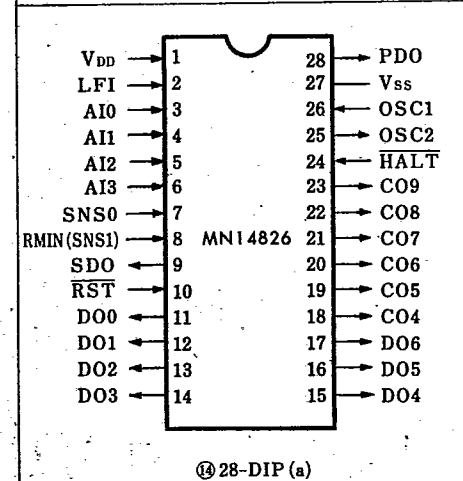 VDD 1 28 PDO
LFI 2 27 Vss
AI0 3 26 OSC1
AI1 4 25 OSC2
AI2 5 24 HALT
AI3 6 23 CO9
SNS0 7 22 CO8
RMIN(SNS1) 8 MN14826 21 CO7
SDO 9 20 CO6
RST 10 19 CO5
DO0 11 18 CO4
DO1 12 17 DO6
DO2 13 16 DO5
DO3 14 15 DO4
⑭ 28-DIP (a)